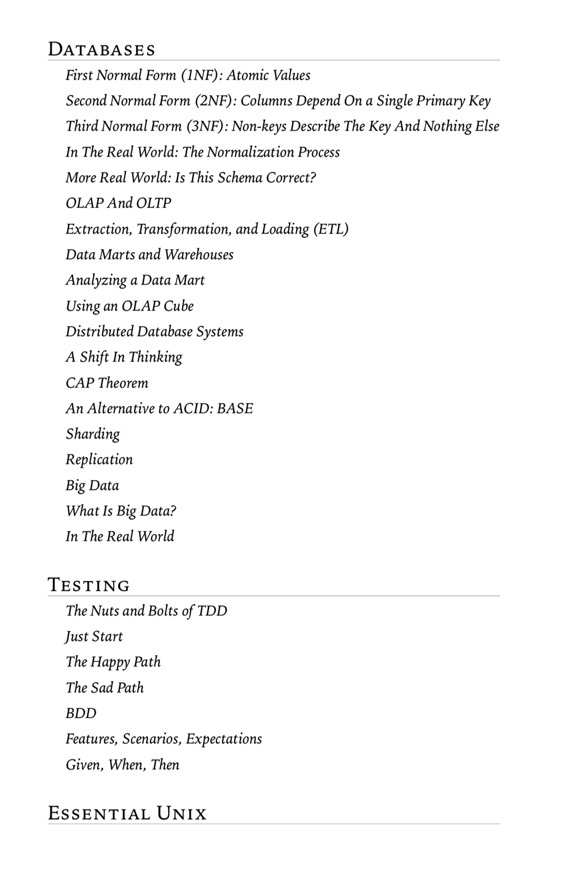 Databases
First Normal Form (1NF): Atomic Values
Second Normal Form (2NF): Columns Depend On a Single Primary Key
Third Normal Form (3NF): Non-keys Describe The Key And Nothing Else
In The Real World: The Normalization Process
More Real World: Is This Schema Correct?
OLAP And OLTP
Extraction, Transformation, and Loading (ETL)
Data Marts and Warehouses
Analyzing a Data Mart
Using an OLAP Cube
Distributed Database Systems
A Shift In Thinking
CAP Theorem
An Alternative to ACID: BASE
Sharding
Replication
Big Data
What Is Big Data?
In The Real World
Testing
The Nuts and Bolts of TDD
Just Start
The Happy Path
The Sad Path
BDD
Features, Scenarios, Expectations
Given, When, Then
Essential Unix